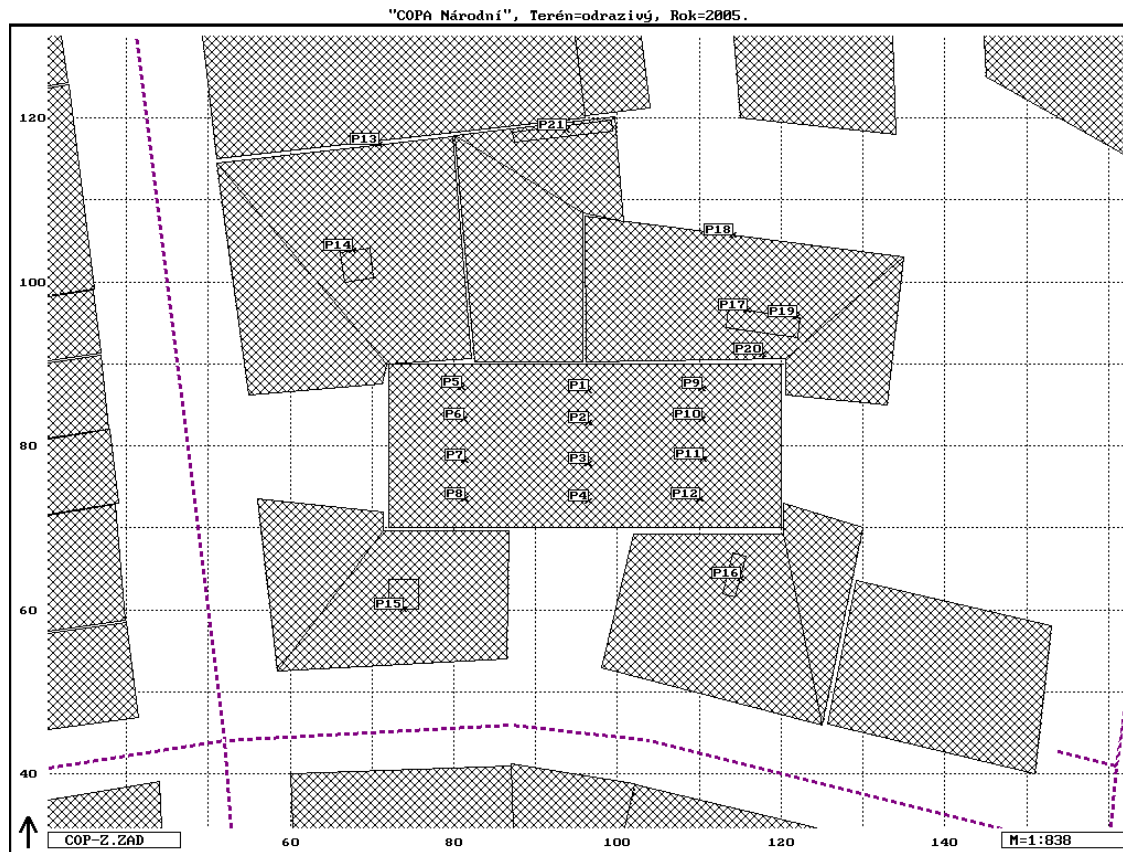 "COPA Národní", Terén=odrazivý, Rok=2005.
120
P13
P21
P18
P14
100
P17
P19
P20
P5
P1
P9
P6
P2
P10
80
P7
P3
P11
P8
P4
P12
P16
60
P15
40
COP-Z.ZAD
60
80
100
120
140
M=1:838